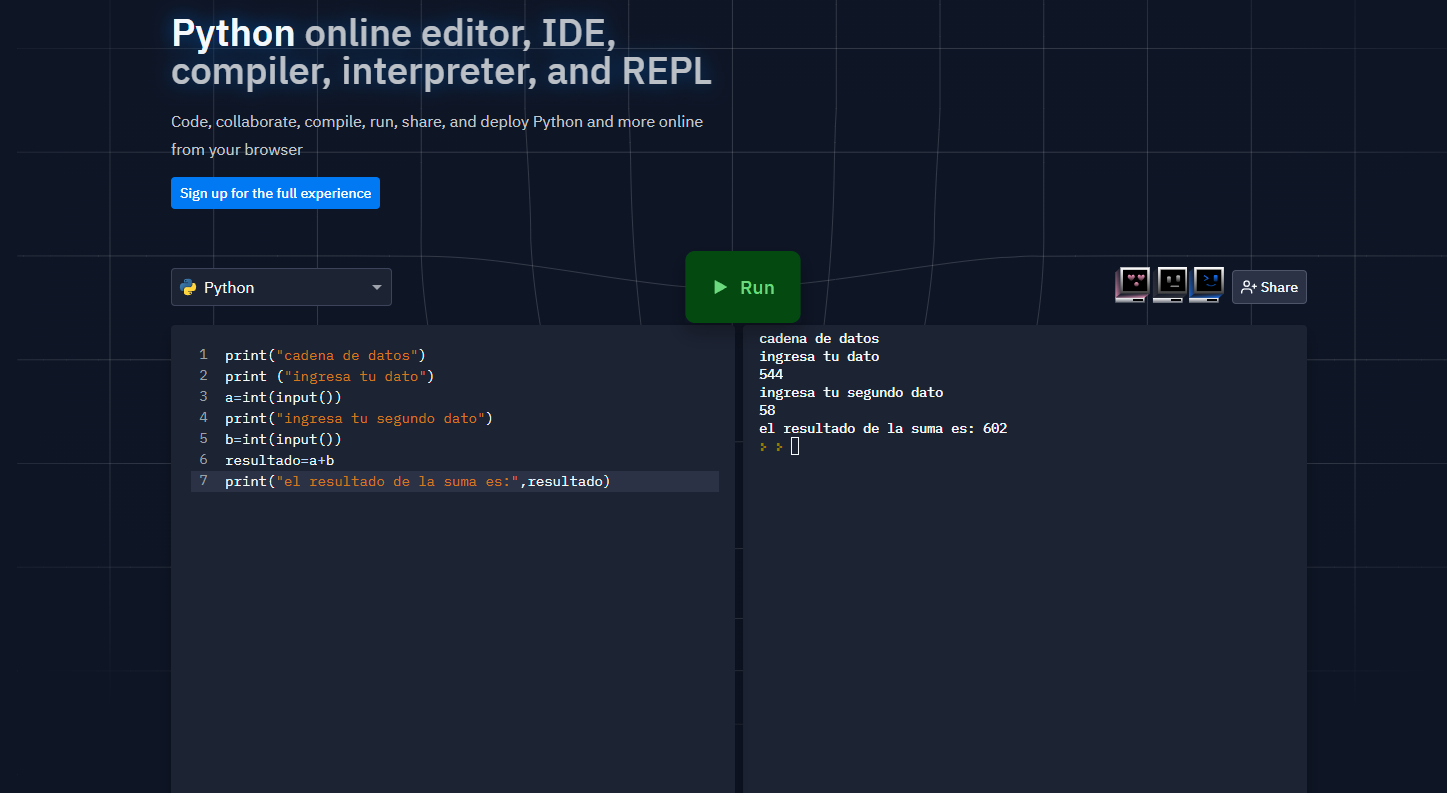 Python online editor, IDE,
compiler, interpreter, and REPL
Code, collaborate, compile, run, share, and deploy Python and more online
from your browser
Sign up for the full experience
Python
Run
Share
1 print("cadena de datos")
2 print ("ingresa tu dato")
3 a=int(input())
4 print("ingresa tu segundo dato")
5 b=int(input())
6 resultado=a+b
7 print("el resultado de la suma es:",resultado)
cadena de datos
ingresa tu dato
544
ingresa tu segundo dato
58
el resultado de la suma es: 602